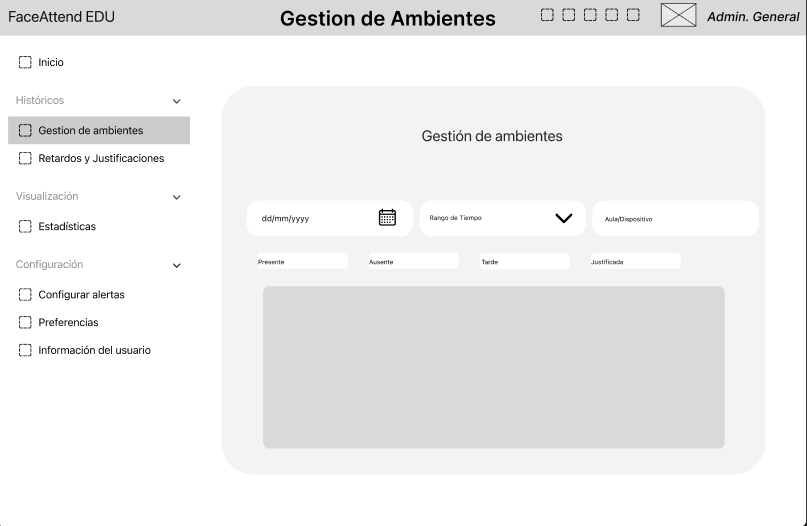 FaceAttend EDU
Gestion de Ambientes
Admin. General
Inicio
Históricos
Gestion de ambientes
Retardos y Justificaciones
Visualización
Estadísticas
Configuración
Configurar alertas
Preferencias
Información del usuario
Gestión de ambientes
dd/mm/yyyy
Rango de Tiempo
Aula/Dispositivo
Presente
Ausente
Tarde
Justificada